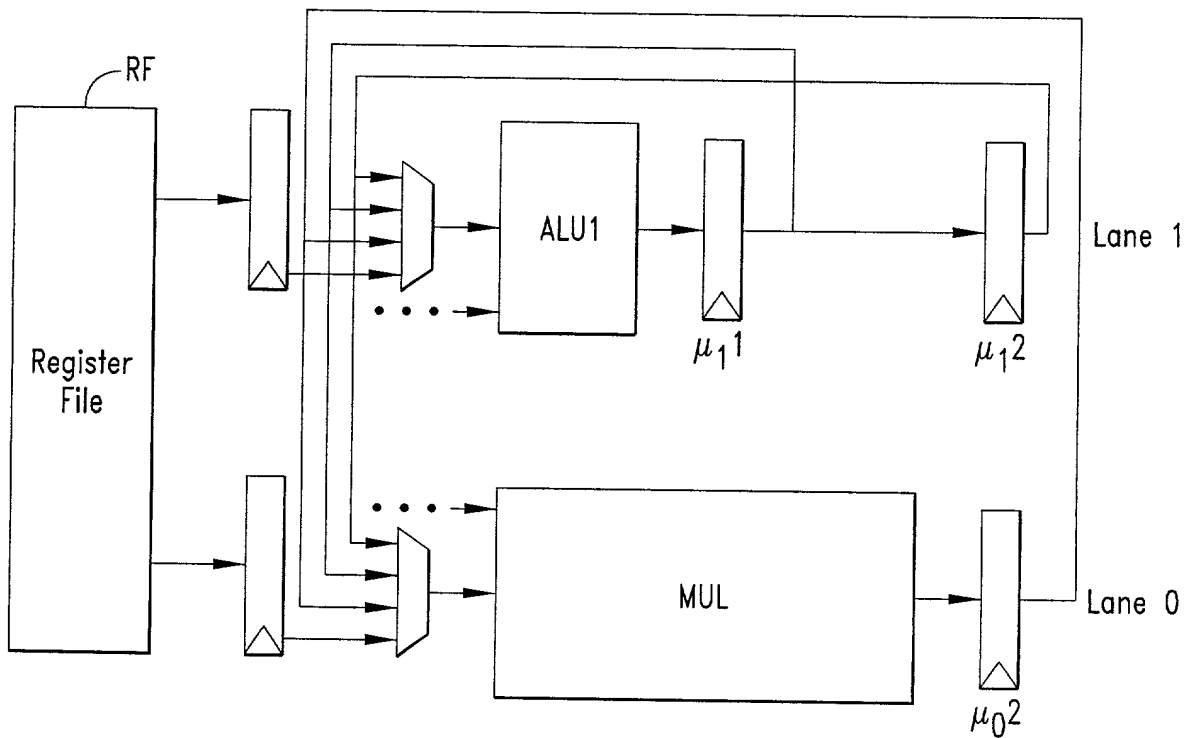 RF
Register
File
ALU1
μ₁1
μ₁2
Lane 1
MUL
μ₀2
Lane 0